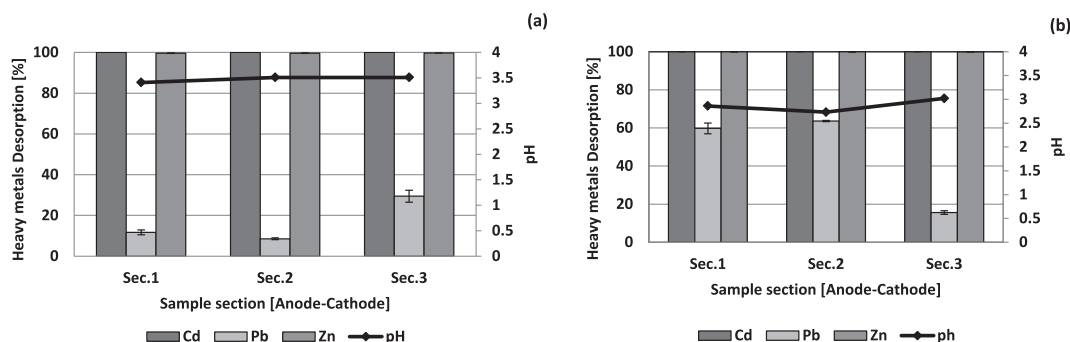 (a)
Heavy metals Desorption [%]
100
80
60
40
20
0
4
3.5
3
2.5
2
1.5
1
0.5
0
pH
Sec.1 Sec.2 Sec.3
Sample section [Anode-Cathode]
Cd Pb Zn pH
(b)
Heavy metals Desorption [%]
100
80
60
40
20
0
4
3.5
3
2.5
2
1.5
1
0.5
0
pH
Sec.1 Sec.2 Sec.3
Sample section [Anode-Cathode]
Cd Pb Zn ph